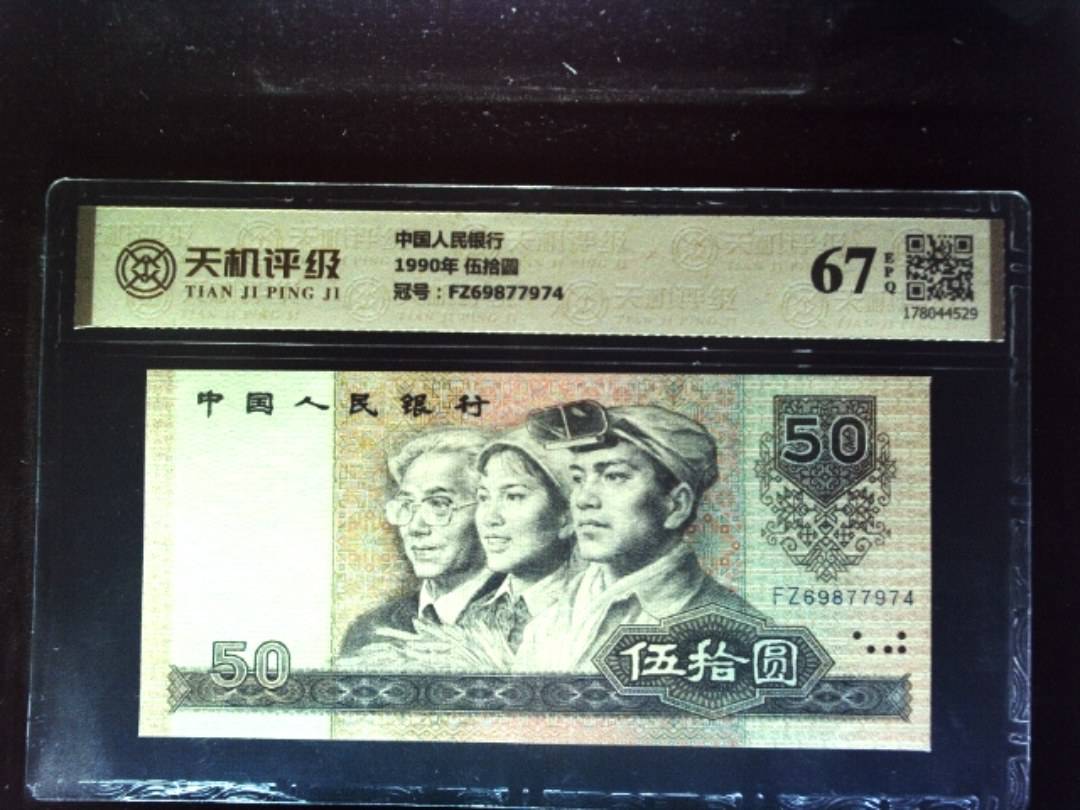 天机评级
TIAN JI PING JI
中国人民银行
1990年 伍拾圆
冠号：FZ69877974
67
EPQ
178044529
中国人民银行
50
FZ69877974
50
伍拾圆